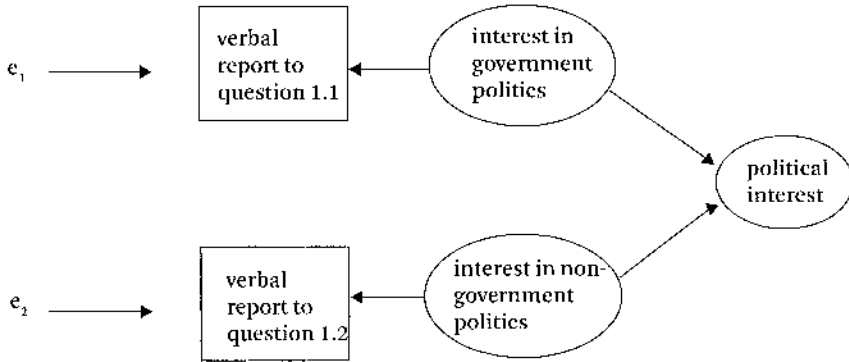 e₁
verbal
report to
question 1.1
interest in
government
politics
political
interest
e₂
verbal
report to
question 1.2
interest in non-
government
politics